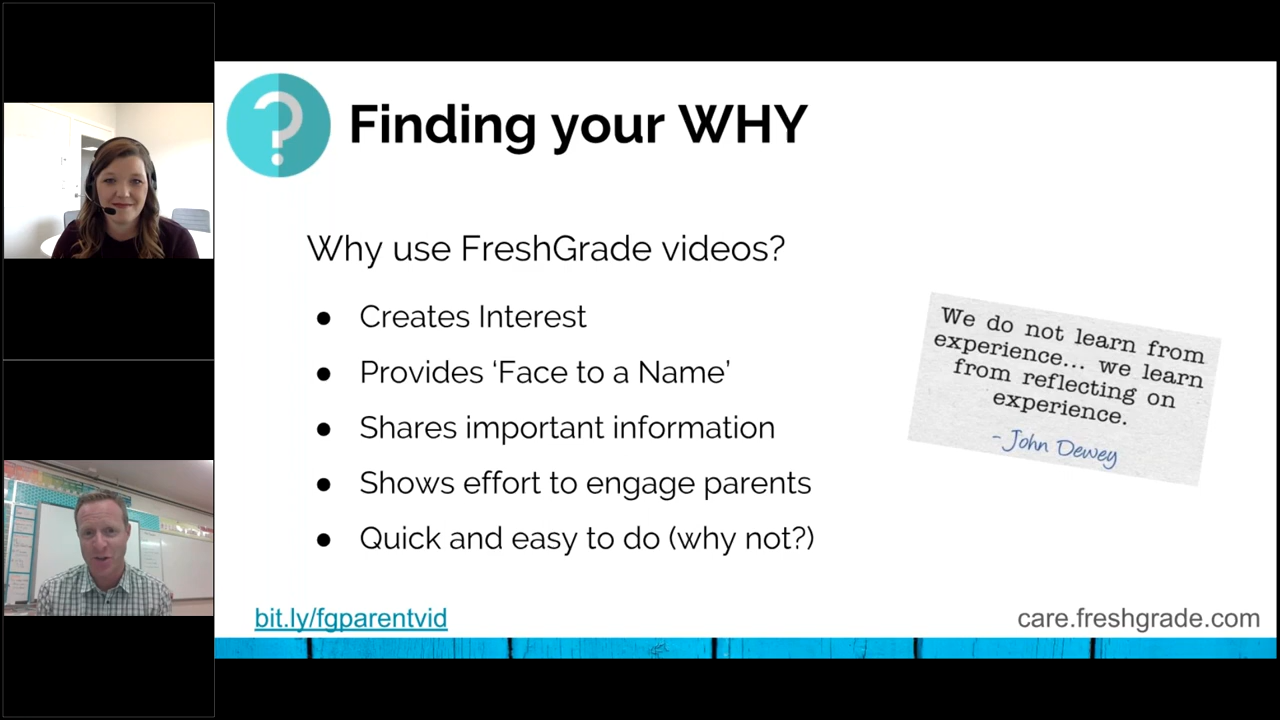 ?
Finding your WHY
Why use FreshGrade videos?
● Creates Interest
● Provides ‘Face to a Name’
● Shares important information
● Shows effort to engage parents
● Quick and easy to do (why not?)
We do not learn from
experience... we learn
from reflecting on
experience.
- John Dewey
bit.ly/fgparentvid
care.freshgrade.com